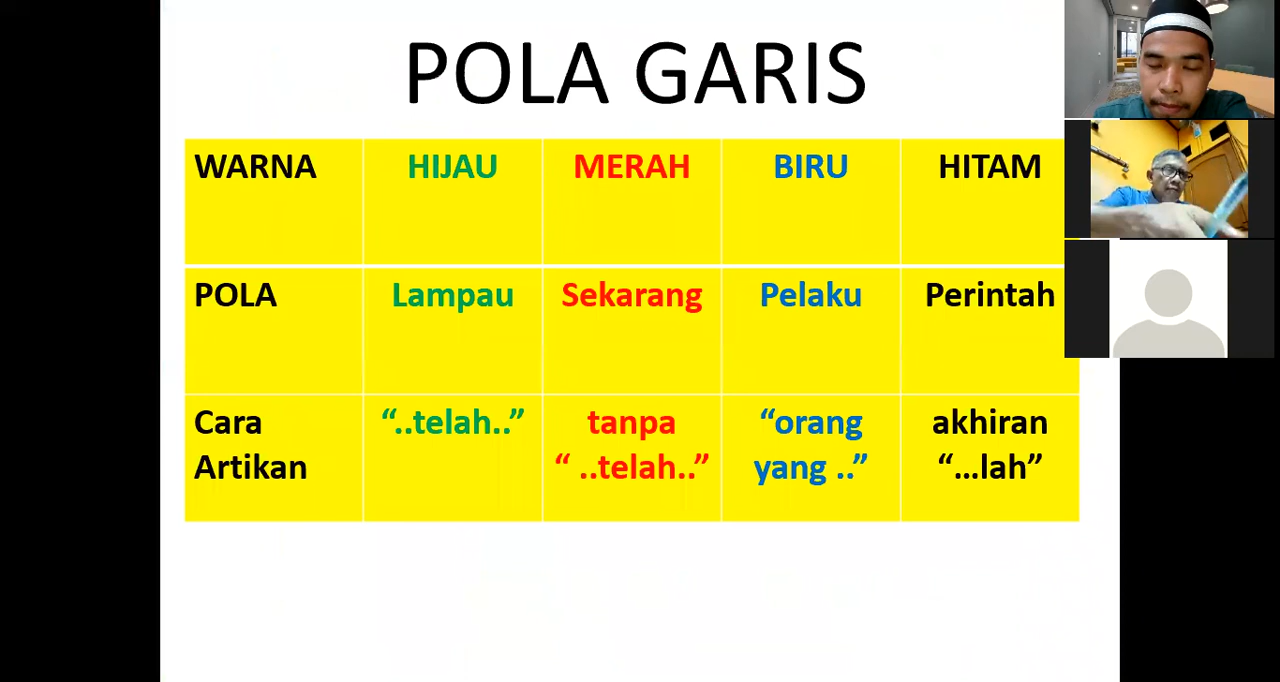 POLA GARIS
WARNA HIJAU MERAH BIRU HITAM
POLA Lampau Sekarang Pelaku Perintah
Cara “..telah..” tanpa “orang akhiran
Artikan “ ..telah..” yang ..” “...lah”